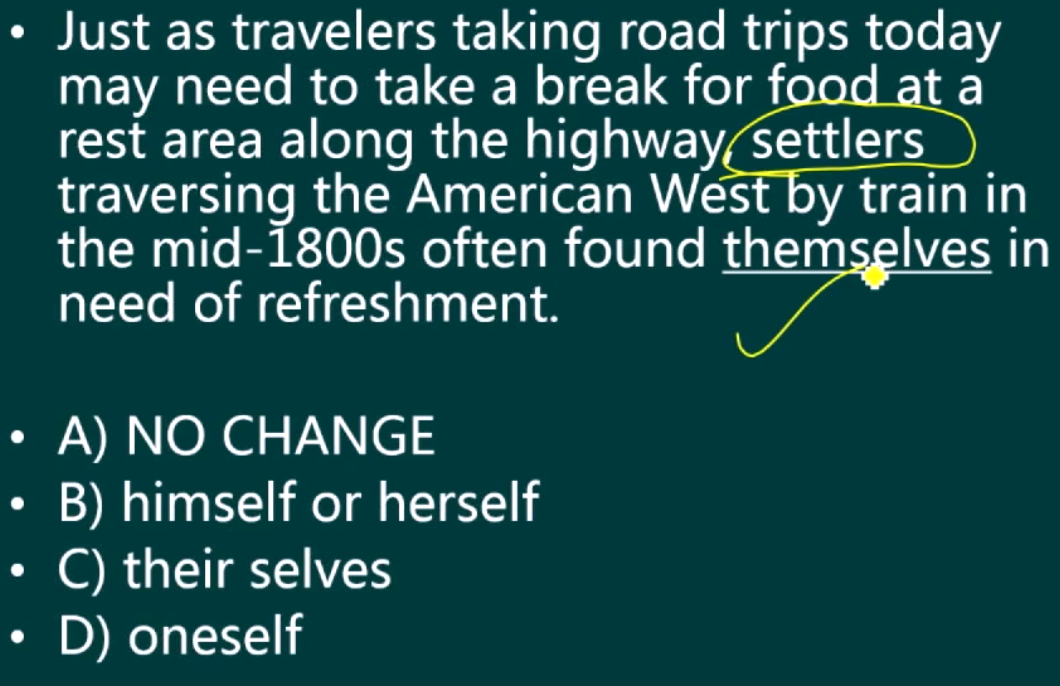 • Just as travelers taking road trips today
may need to take a break for food at a
rest area along the highway, settlers
traversing the American West by train in
the mid-1800s often found themselves in
need of refreshment.
• A) NO CHANGE
• B) himself or herself
• C) their selves
• D) oneself